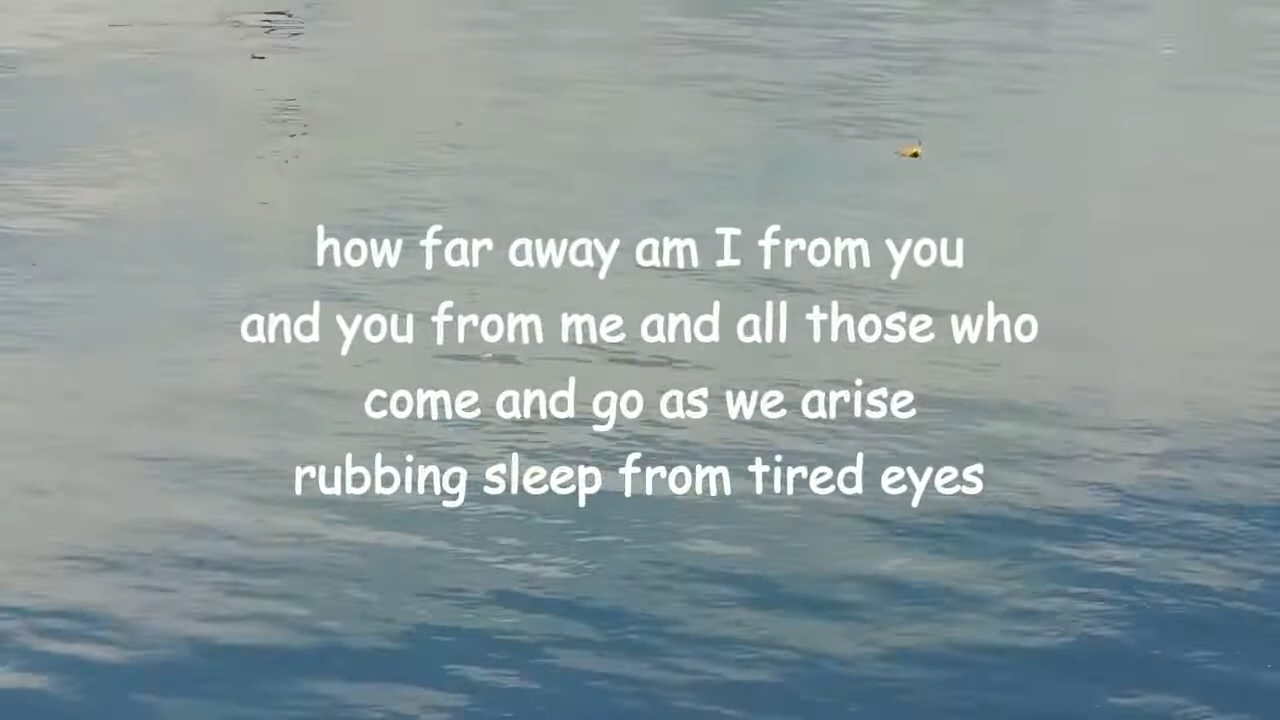 how far away am I from you
and you from me and all those who
come and go as we arise
rubbing sleep from tired eyes